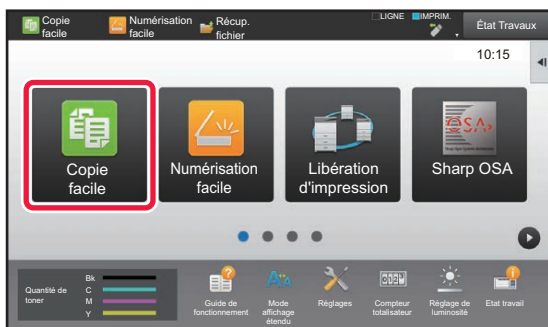 Copie
facile
Numérisation
facile
Récup.
fichier
LIGNE
IMPRIM.
État Travaux
10:15
Copie
facile
Numérisation
facile
Libération
d'impression
OSA
Sharp OSA
Quantité de
toner
Bk
C
M
Y
Guide de
fonctionnement
Mode
affichage
étendu
Réglages
Compteur
totalisateur
Réglage de
luminosité
Etat travail